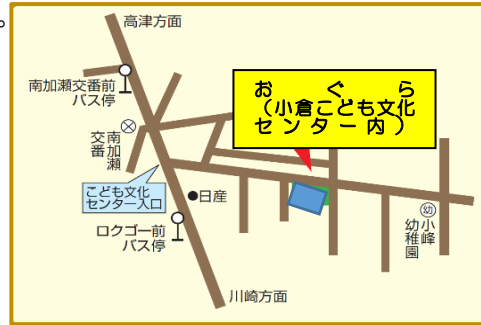 。
高津方面
南加瀬交番前
バス停
おぐら
(小倉こども文化
センター内)
南加瀬
交番
こども文化
センター入口
日産
ロクゴー前
バス停
幼
小峰
幼稚園
川崎方面